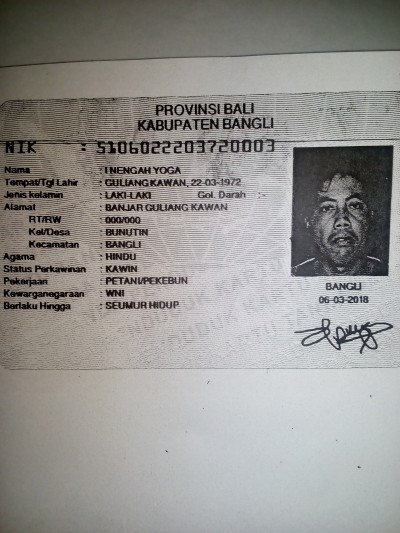 PROVINSI BALI
KABUPATEN BANGLI
NIK : 5106022203720003
Nama : I NENGAH YOGA
Tempat/Tgl Lahir : GULIANG KAWAN, 22-03-1972
Jenis kelamin : LAKI-LAKI Gol. Darah :-
Alamat : BANJAR GULIANG KAWAN
RT/RW : 000/000
Kel/Desa : BUNUTIN
Kecamatan : BANGLI
Agama : HINDU
Status Perkawinan : KAWIN
Pekerjaan : PETANI/PEKEBUN
Kewarganegaraan : WNI
Berlaku Hingga : SEUMUR HIDUP
BANGLI
06-03-2018